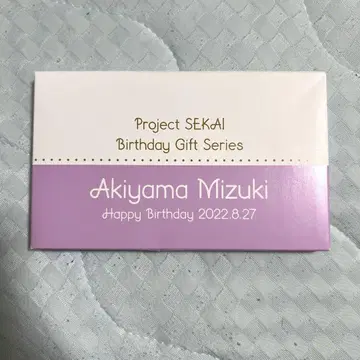 Project SEKAI
Birthday Gift Series
Akiyama Mizuki
Happy Birthday 2022.8.27